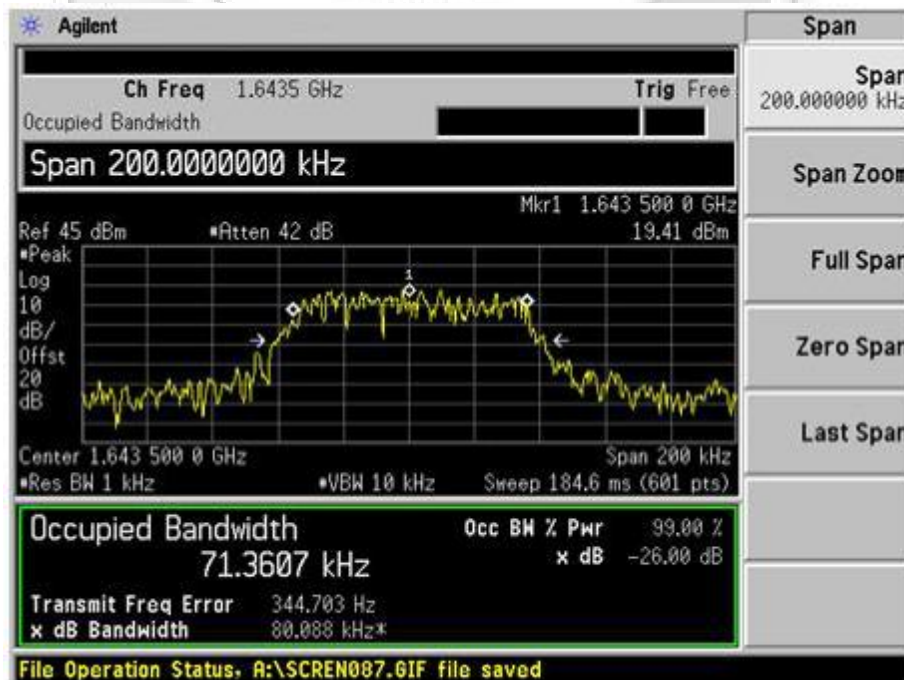 Agilent
Span
Ch Freq 1.6435 GHz
Trig Free
Occupied Bandwidth
Span 200.0000000 kHz
Span
200.000000 kHz
Span Zoom
Full Span
Zero Span
Last Span
Mkr1 1.643 500 0 GHz
Ref 45 dBm *Atten 42 dB 19.41 dBm
*Peak
Log
10
dB/
Offst
20
dB
1
Center 1.643 500 0 GHz Span 200 kHz
*Res BW 1 kHz *VBW 10 kHz Sweep 184.6 ms (601 pts)
Occupied Bandwidth
71.3607 kHz
Occ BW % Pwr 99.00 %
x dB -26.00 dB
Transmit Freq Error 344.703 Hz
x dB Bandwidth 80.088 kHz*
File Operation Status, A:\SCREN087.GIF file saved